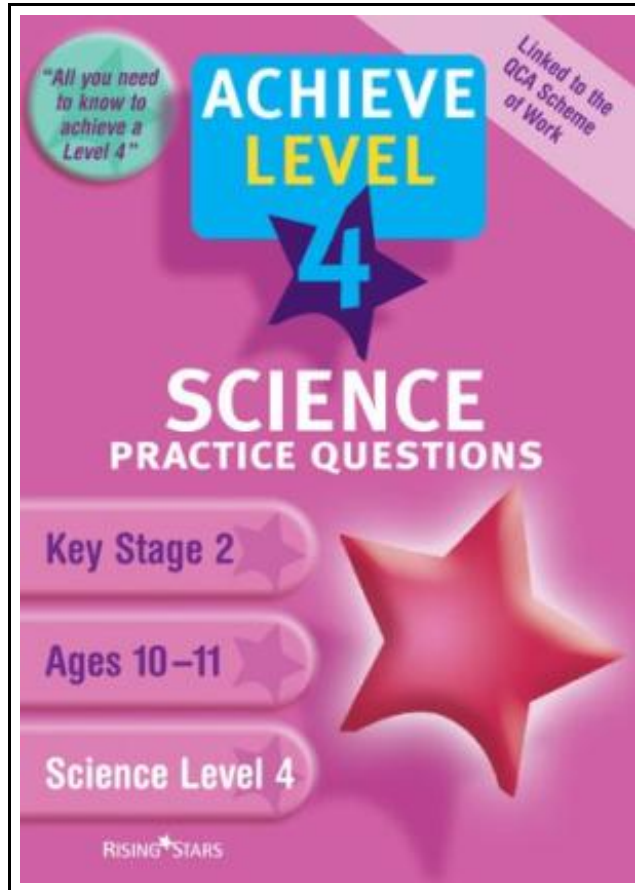 "All you need
to know to
achieve a
Level 4"
Linked to the
QCA Scheme
of Work
ACHIEVE
LEVEL
4
SCIENCE
PRACTICE QUESTIONS
Key Stage 2
Ages 10–11
Science Level 4
RISING STARS